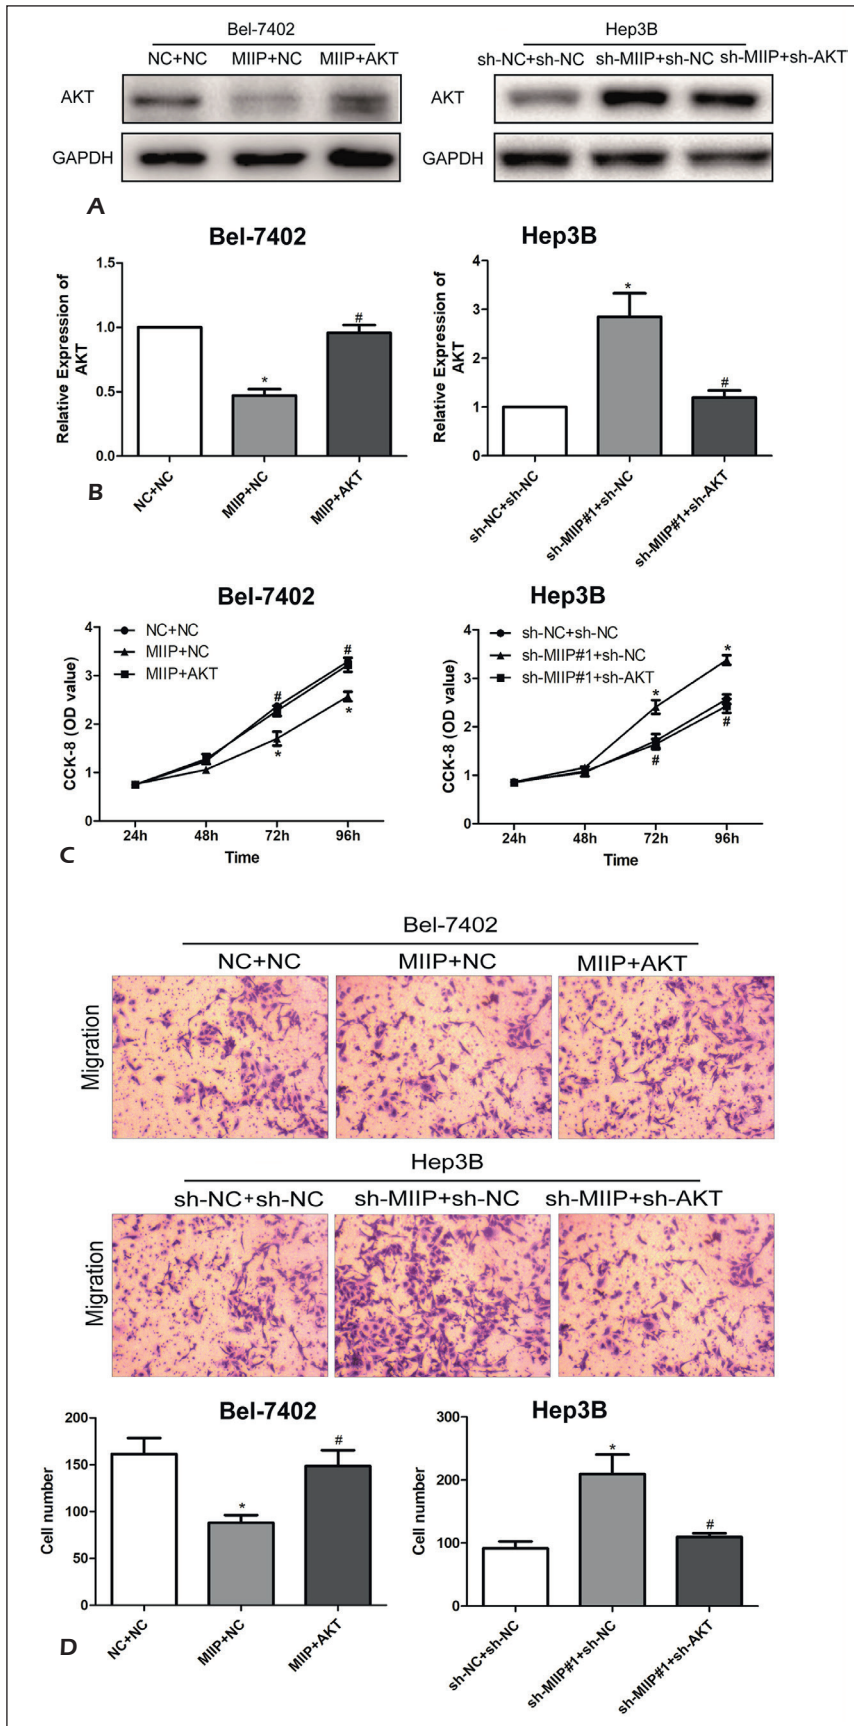 Bel-7402
NC+NC MIIP+NC MIIP+AKT
AKT
GAPDH
Hep3B
sh-NC+sh-NC sh-MIIP+sh-NC sh-MIIP+sh-AKT
AKT
GAPDH
A
Bel-7402
Relative Expression of
AKT
1.5
1.0
0.5
0.0
*
#
NC+NC
MIIP+NC
MIIP+AKT
Hep3B
Relative Expression of
AKT
4
3
2
1
0
*
#
sh-NC+sh-NC
sh-MIIP#1+sh-NC
sh-MIIP#1+sh-AKT
B
Bel-7402
CCK-8 (OD value)
4
3
2
1
0
NC+NC
MIIP+NC
MIIP+AKT
#
#
*
*
24h 48h 72h 96h
Time
Hep3B
CCK-8 (OD value)
4
3
2
1
0
sh-NC+sh-NC
sh-MIIP#1+sh-NC
sh-MIIP#1+sh-AKT
*
*
#
#
24h 48h 72h 96h
Time
C
Bel-7402
NC+NC MIIP+NC MIIP+AKT
Migration
Hep3B
sh-NC+sh-NC sh-MIIP+sh-NC sh-MIIP+sh-AKT
Migration
Bel-7402
Cell number
200
150
100
50
0
*
#
NC+NC
MIIP+NC
MIIP+AKT
Hep3B
Cell number
300
200
100
0
*
#
sh-NC+sh-NC
sh-MIIP#1+sh-NC
sh-MIIP#1+sh-AKT
D